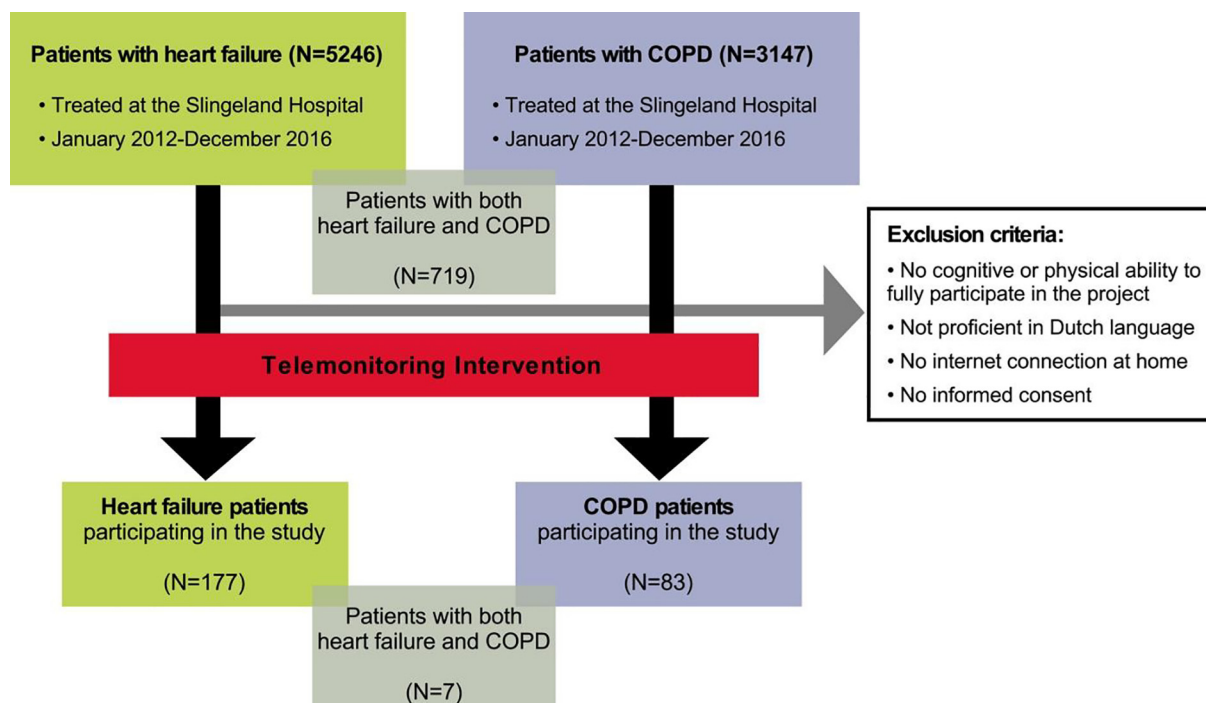 Patients with heart failure (N=5246)
• Treated at the Slingeland Hospital
• January 2012-December 2016
Patients with COPD (N=3147)
• Treated at the Slingeland Hospital
• January 2012-December 2016
Patients with both
heart failure and COPD
(N=719)
Exclusion criteria:
• No cognitive or physical ability to
fully participate in the project
• Not proficient in Dutch language
• No internet connection at home
• No informed consent
Telemonitoring Intervention
Heart failure patients
participating in the study
(N=177)
COPD patients
participating in the study
(N=83)
Patients with both
heart failure and COPD
(N=7)